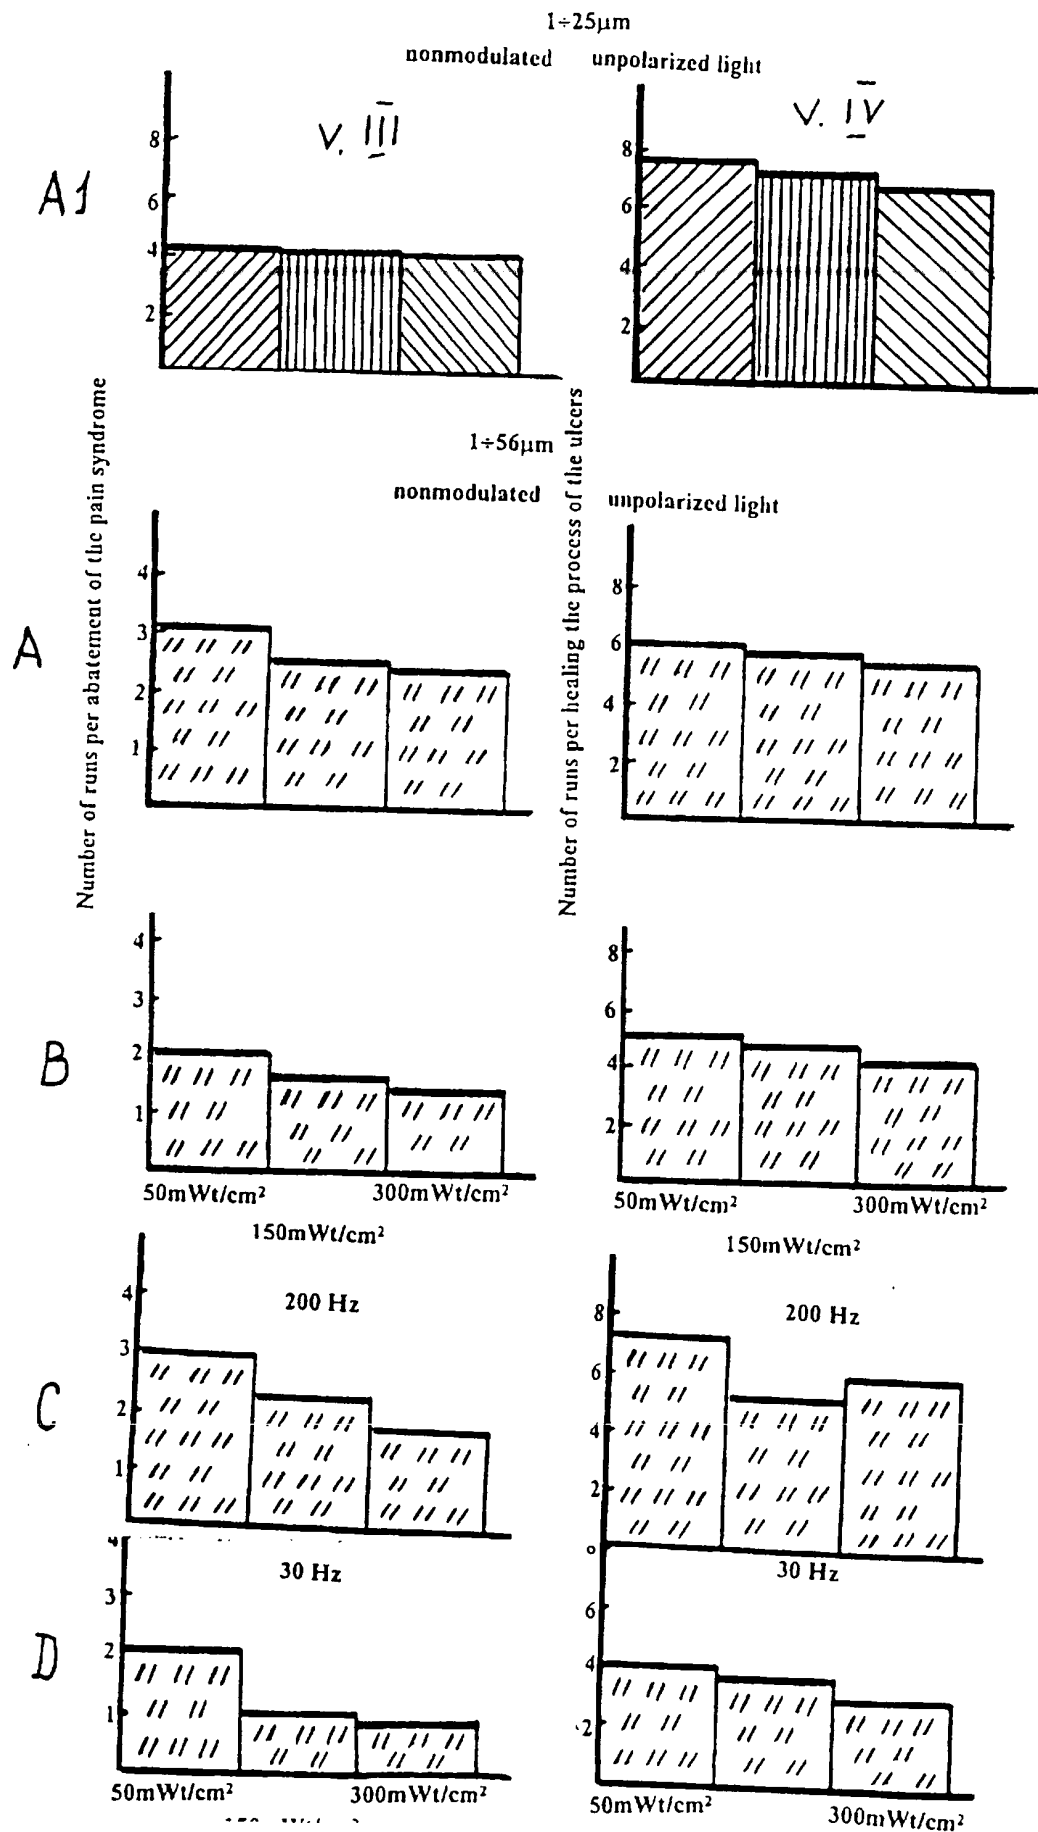 1÷25µm
nonmodulated unpolarized light
A1
V. III
V. IV
8
6
4
2
8
6
4
2
Number of runs per abatement of the pain syndrome
Number of runs per healing the process of the ulcers
1÷56µm
nonmodulated unpolarized light
A
4
3
2
1
8
6
4
2
B
4
3
2
1
8
6
4
2
50mWt/cm² 300mWt/cm²
150mWt/cm²
50mWt/cm² 300mWt/cm²
150mWt/cm²
C
200 Hz
4
3
2
1
200 Hz
8
6
4
2
0
D
30 Hz
4
3
2
1
30 Hz
6
4
2
50mWt/cm² 300mWt/cm²
50mWt/cm² 300mWt/cm²